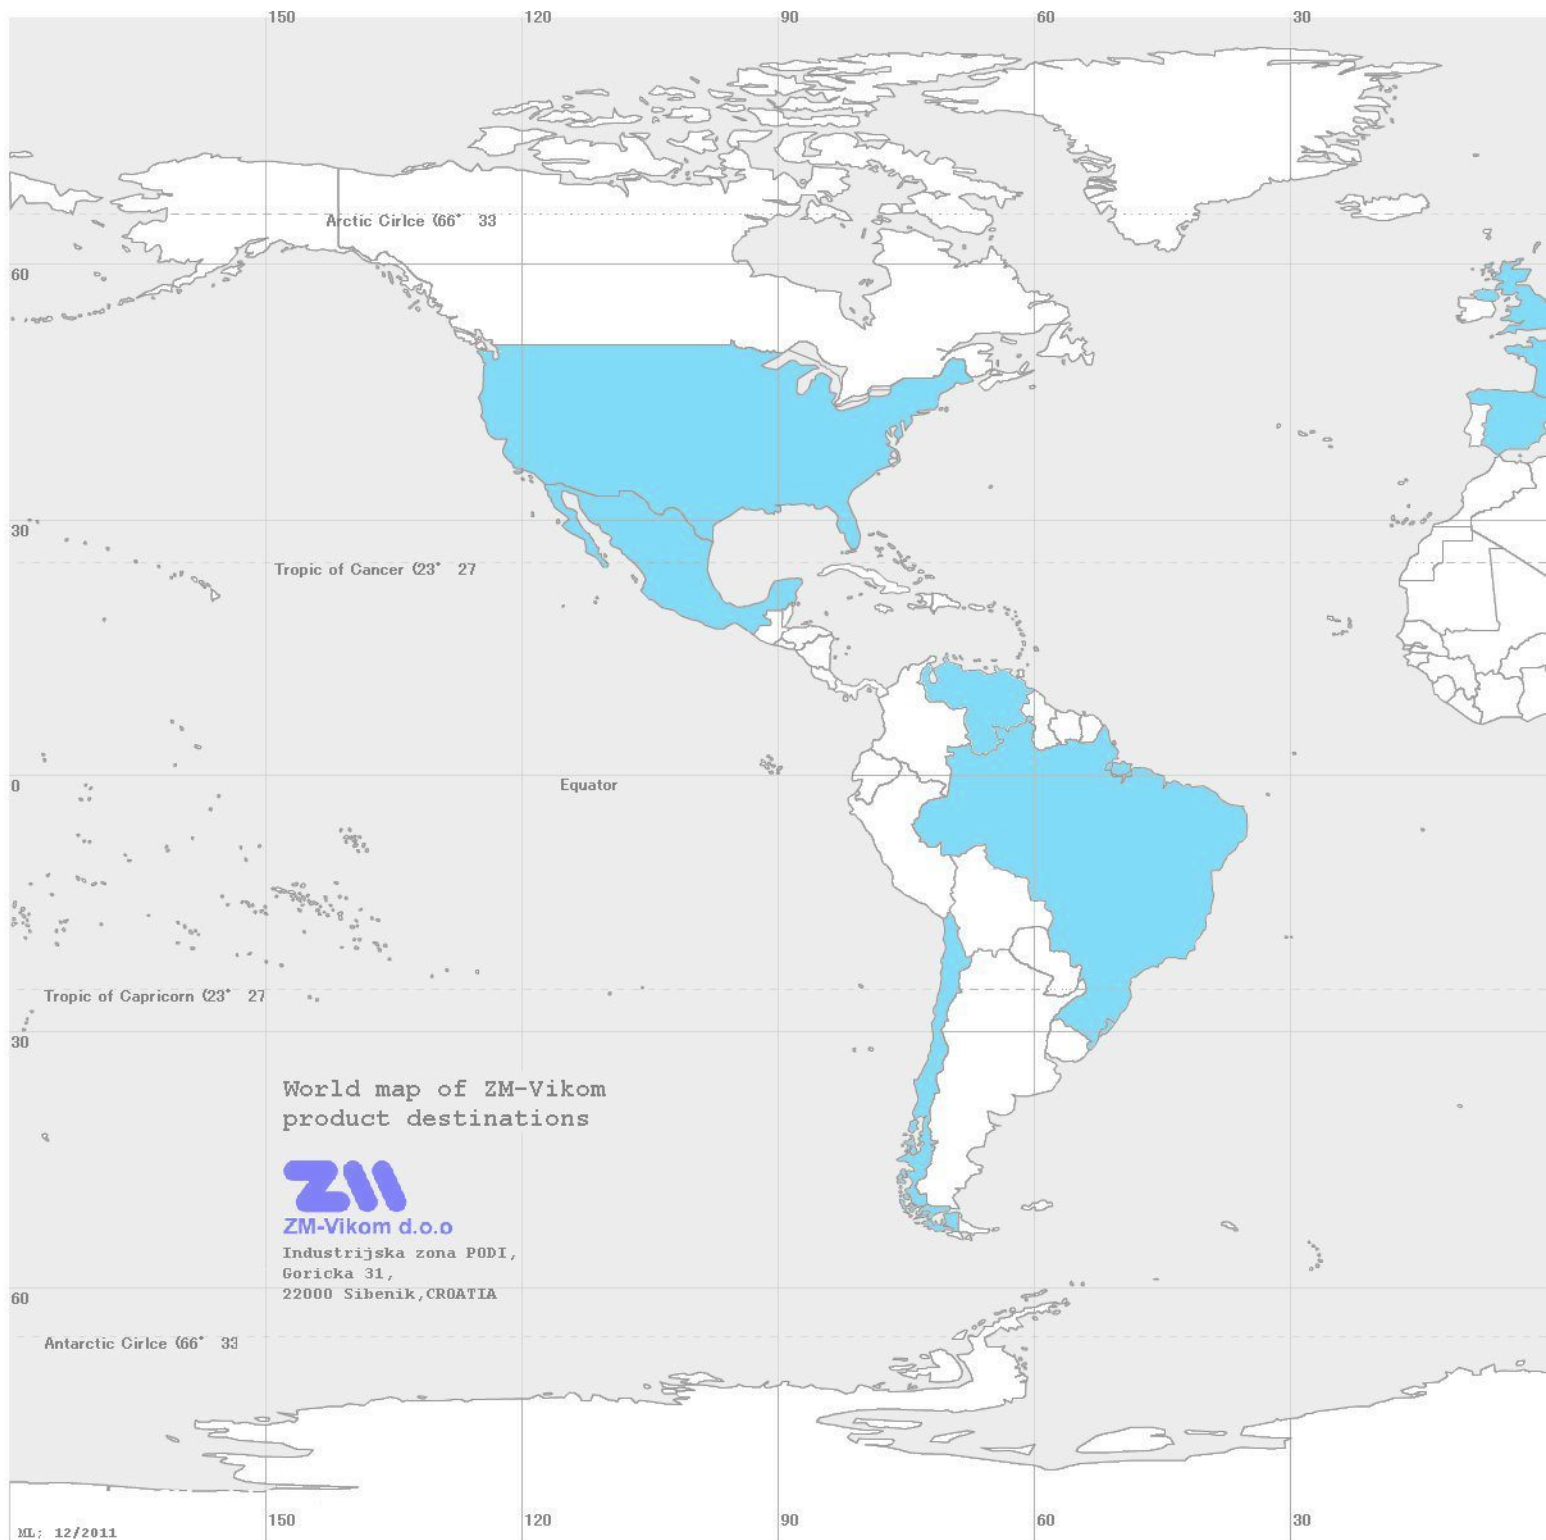 150 120 90 60 30
Arctic Cirlce (66° 33
60
30
Tropic of Cancer (23° 27
0
Equator
Tropic of Capricorn (23° 27
30
World map of ZM-Vikom
product destinations
ZM
ZM-Vikom d.o.o
Industrijska zona PODI,
Goricka 31,
22000 Sibenik,CROATIA
60
Antarctic Cirlce (66° 33
150 120 90 60 30
ML; 12/2011